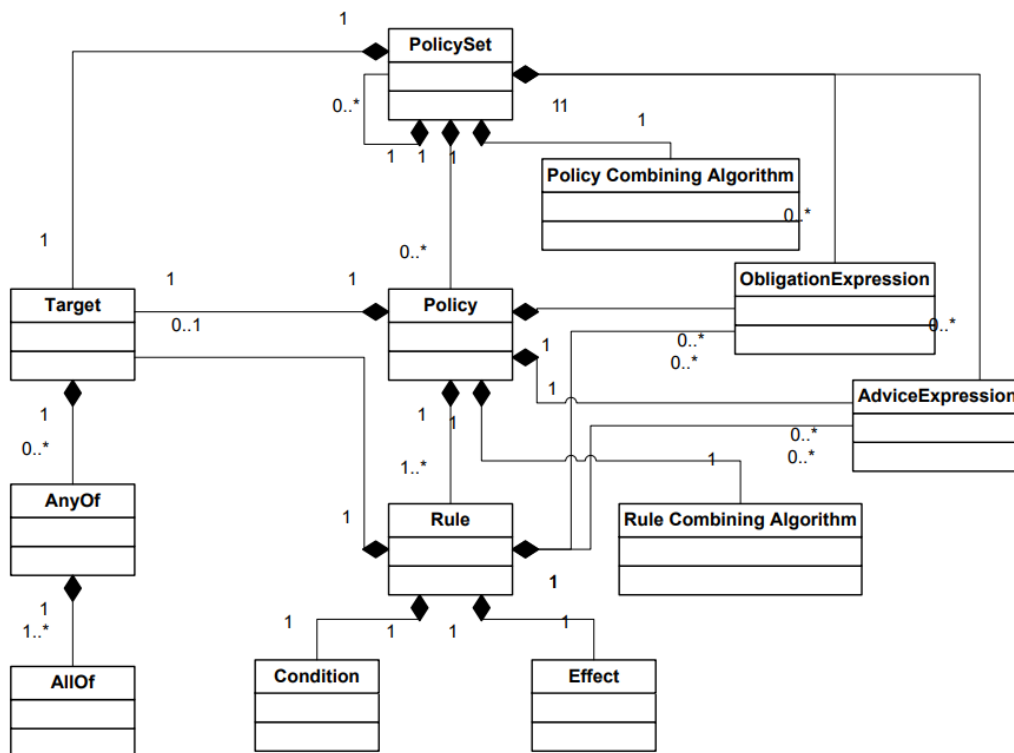 1
PolicySet
0..*
11
1
1
1
1
Policy Combining Algorithm
0..*
1
0..*
1
1
ObligationExpression
Target
Policy
0..1
0..*
0..*
1
0..*
1
AdviceExpression
1
1
1
0..*
0..*
0..*
1
1..*
AnyOf
1
Rule
Rule Combining Algorithm
1
1
1..*
1
1
1
1
AllOf
Condition
Effect